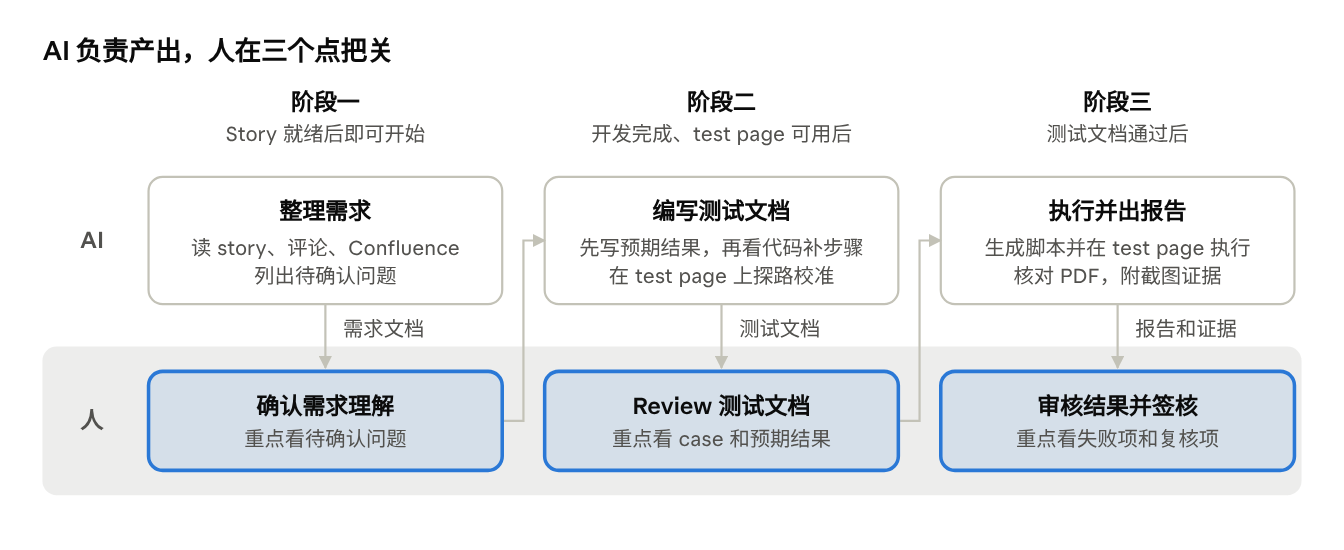 AI 负责产出，人在三个点把关
阶段一
Story 就绪后即可开始
阶段二
开发完成、test page 可用后
阶段三
测试文档通过后
AI
整理需求
读 story、评论、Confluence
列出待确认问题
编写测试文档
先写预期结果，再看代码补步骤
在 test page 上探路校准
执行并出报告
生成脚本并在 test page 执行
核对 PDF，附截图证据
需求文档
测试文档
报告和证据
人
确认需求理解
重点看待确认问题
Review 测试文档
重点看 case 和预期结果
审核结果并签核
重点看失败项和复核项